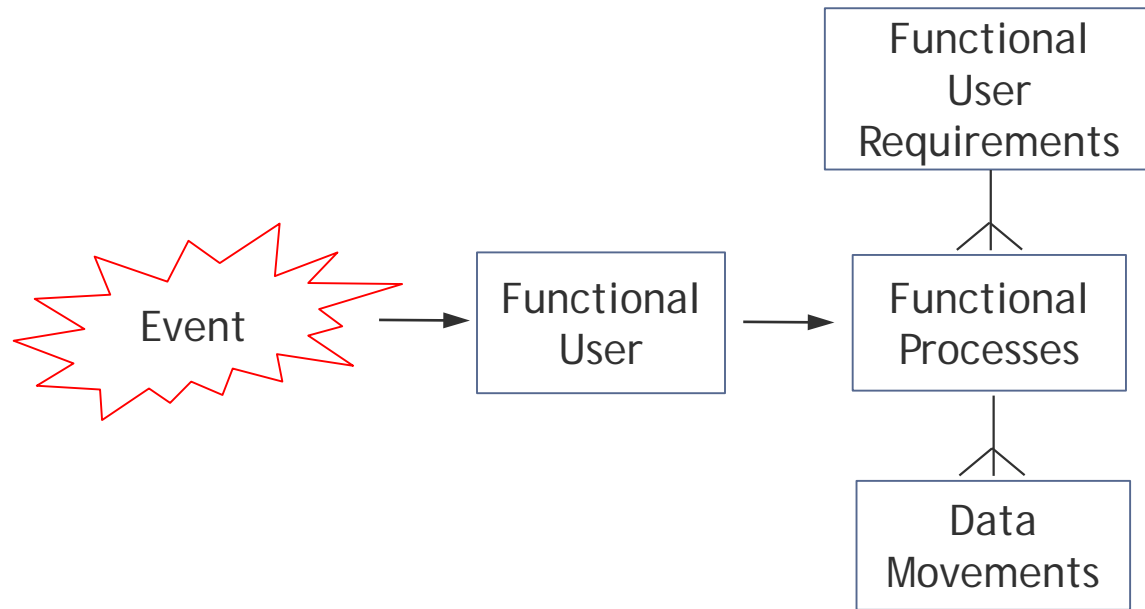 Functional
User
Requirements
Event
Functional
User
Functional
Processes
Data
Movements